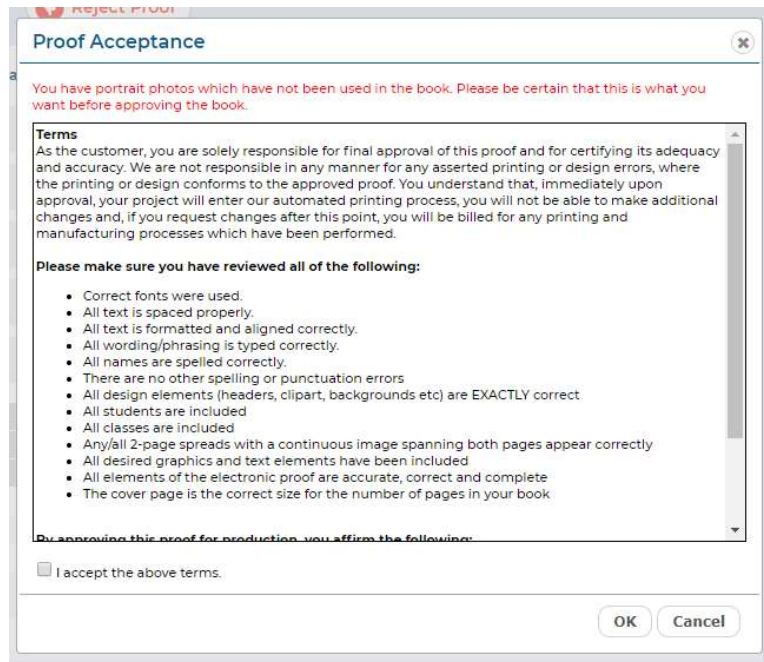 Reject Proof
Proof Acceptance
a
You have portrait photos which have not been used in the book. Please be certain that this is what you
want before approving the book.
Terms
As the customer, you are solely responsible for final approval of this proof and for certifying its adequacy
and accuracy. We are not responsible in any manner for any asserted printing or design errors, where
the printing or design conforms to the approved proof. You understand that, immediately upon
approval, your project will enter our automated printing process, you will not be able to make additional
changes and, if you request changes after this point, you will be billed for any printing and
manufacturing processes which have been performed.
Please make sure you have reviewed all of the following:
• Correct fonts were used.
• All text is spaced properly.
• All text is formatted and aligned correctly.
• All wording/phrasing is typed correctly.
• All names are spelled correctly.
• There are no other spelling or punctuation errors
• All design elements (headers, clipart, backgrounds etc) are EXACTLY correct
• All students are included
• All classes are included
• Any/all 2-page spreads with a continuous image spanning both pages appear correctly
• All desired graphics and text elements have been included
• All elements of the electronic proof are accurate, correct and complete
• The cover page is the correct size for the number of pages in your book
By approving this proof for production, you affirm the following:
I accept the above terms.
OK Cancel